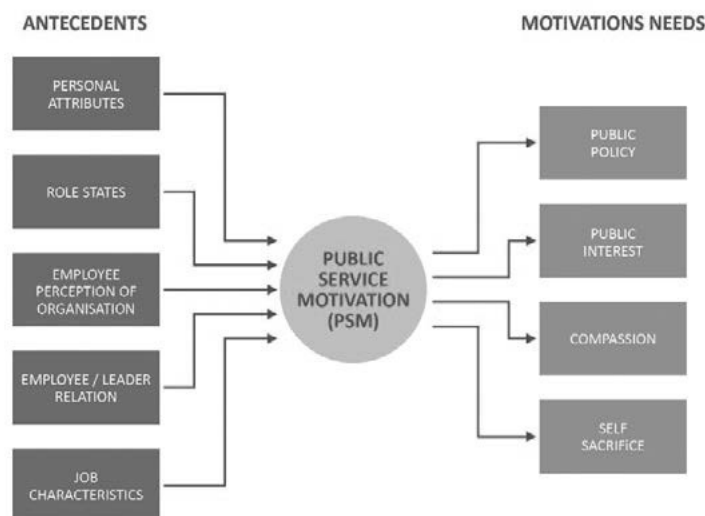 ANTECEDENTS
PERSONAL
ATTRIBUTES
ROLE STATES
EMPLOYEE
PERCEPTION OF
ORGANISATION
EMPLOYEE / LEADER
RELATION
JOB
CHARACTERISTICS
PUBLIC
SERVICE
MOTIVATION
(PSM)
MOTIVATIONS NEEDS
PUBLIC
POLICY
PUBLIC
INTEREST
COMPASSION
SELF
SACRIFiCE